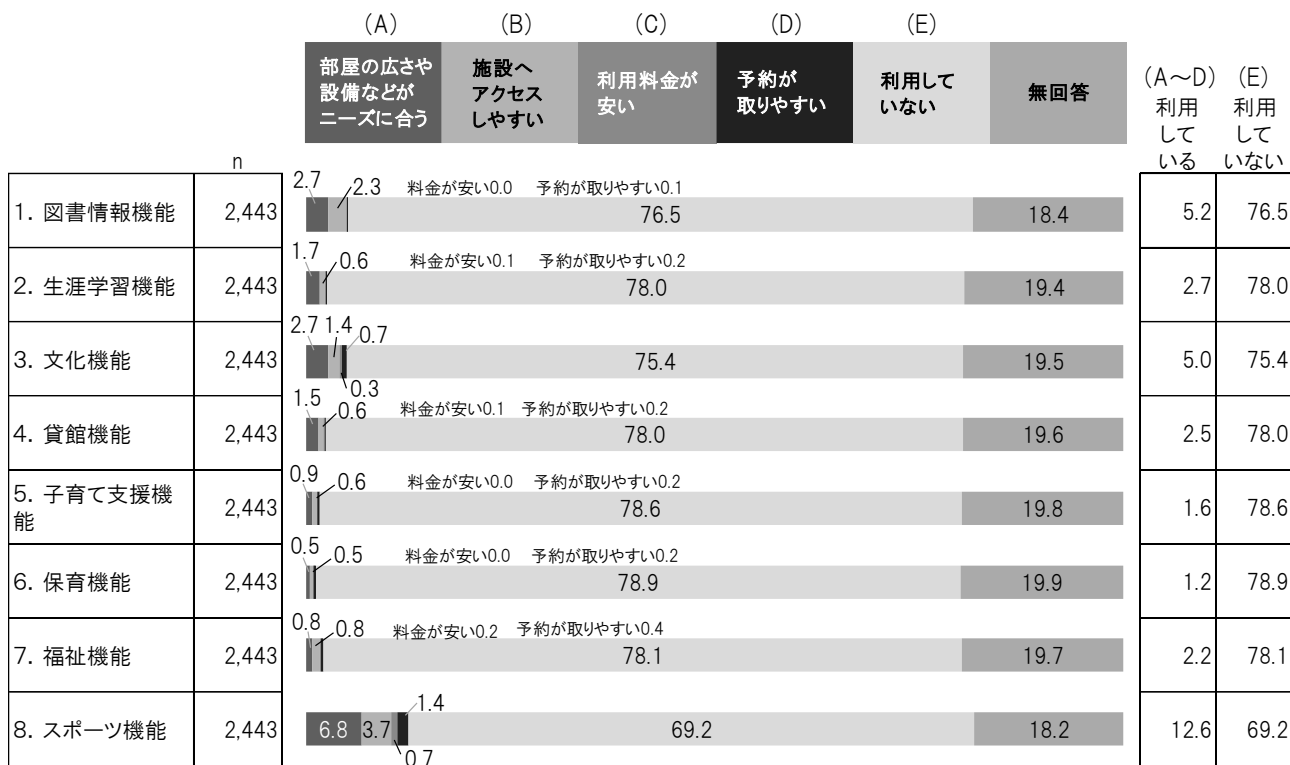 (A) (B) (C) (D) (E)
部屋の広さや
設備などが
ニーズに合う
施設へ
アクセス
しやすい
利用料金が
安い
予約が
取りやすい
利用して
いない
無回答
(A～D)
利用
して
いる
(E)
利用
して
いない
n
1. 図書情報機能 2,443
2.7 2.3 料金が安い0.0 予約が取りやすい0.1
76.5 18.4 5.2 76.5
2. 生涯学習機能 2,443
1.7 0.6 料金が安い0.1 予約が取りやすい0.2
78.0 19.4 2.7 78.0
3. 文化機能 2,443
2.7 1.4 0.7
75.4 19.5 5.0 75.4
0.3
4. 貸館機能 2,443
1.5 0.6 料金が安い0.1 予約が取りやすい0.2
78.0 19.6 2.5 78.0
5. 子育て支援機
能 2,443
0.9 0.6 料金が安い0.0 予約が取りやすい0.2
78.6 19.8 1.6 78.6
6. 保育機能 2,443
0.5 0.5 料金が安い0.0 予約が取りやすい0.2
78.9 19.9 1.2 78.9
7. 福祉機能 2,443
0.8 0.8 料金が安い0.2 予約が取りやすい0.4
78.1 19.7 2.2 78.1
8. スポーツ機能 2,443
1.4
6.8 3.7 69.2 18.2 12.6 69.2
0.7